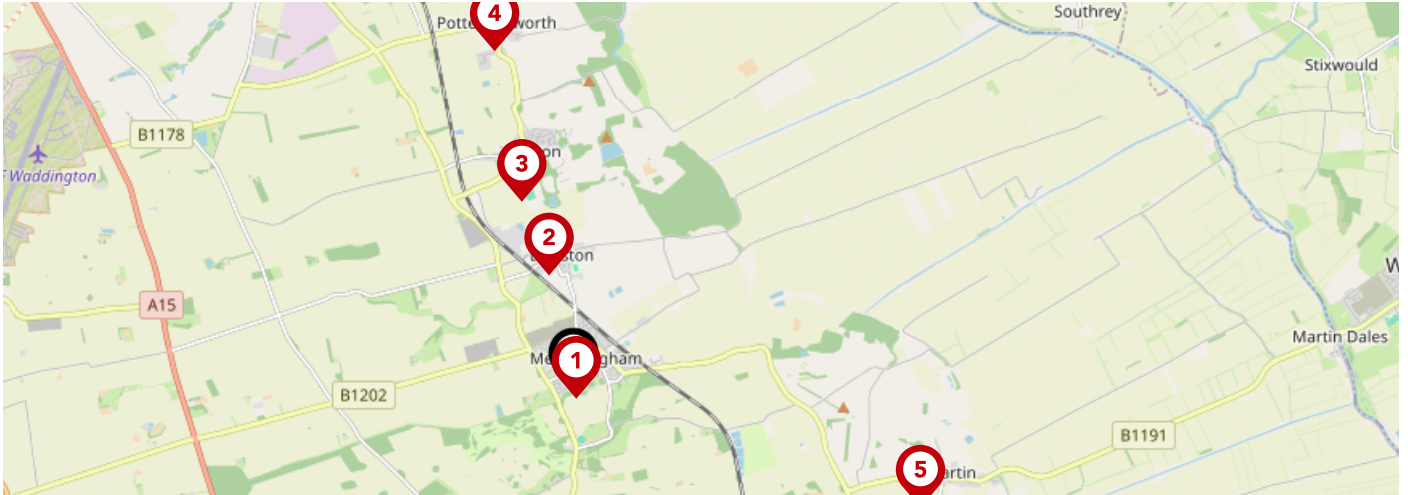 4
Southrey
Stixwould
B1178
Waddington
3
2
A15
Martin Dales
1
B1202
B1191
5